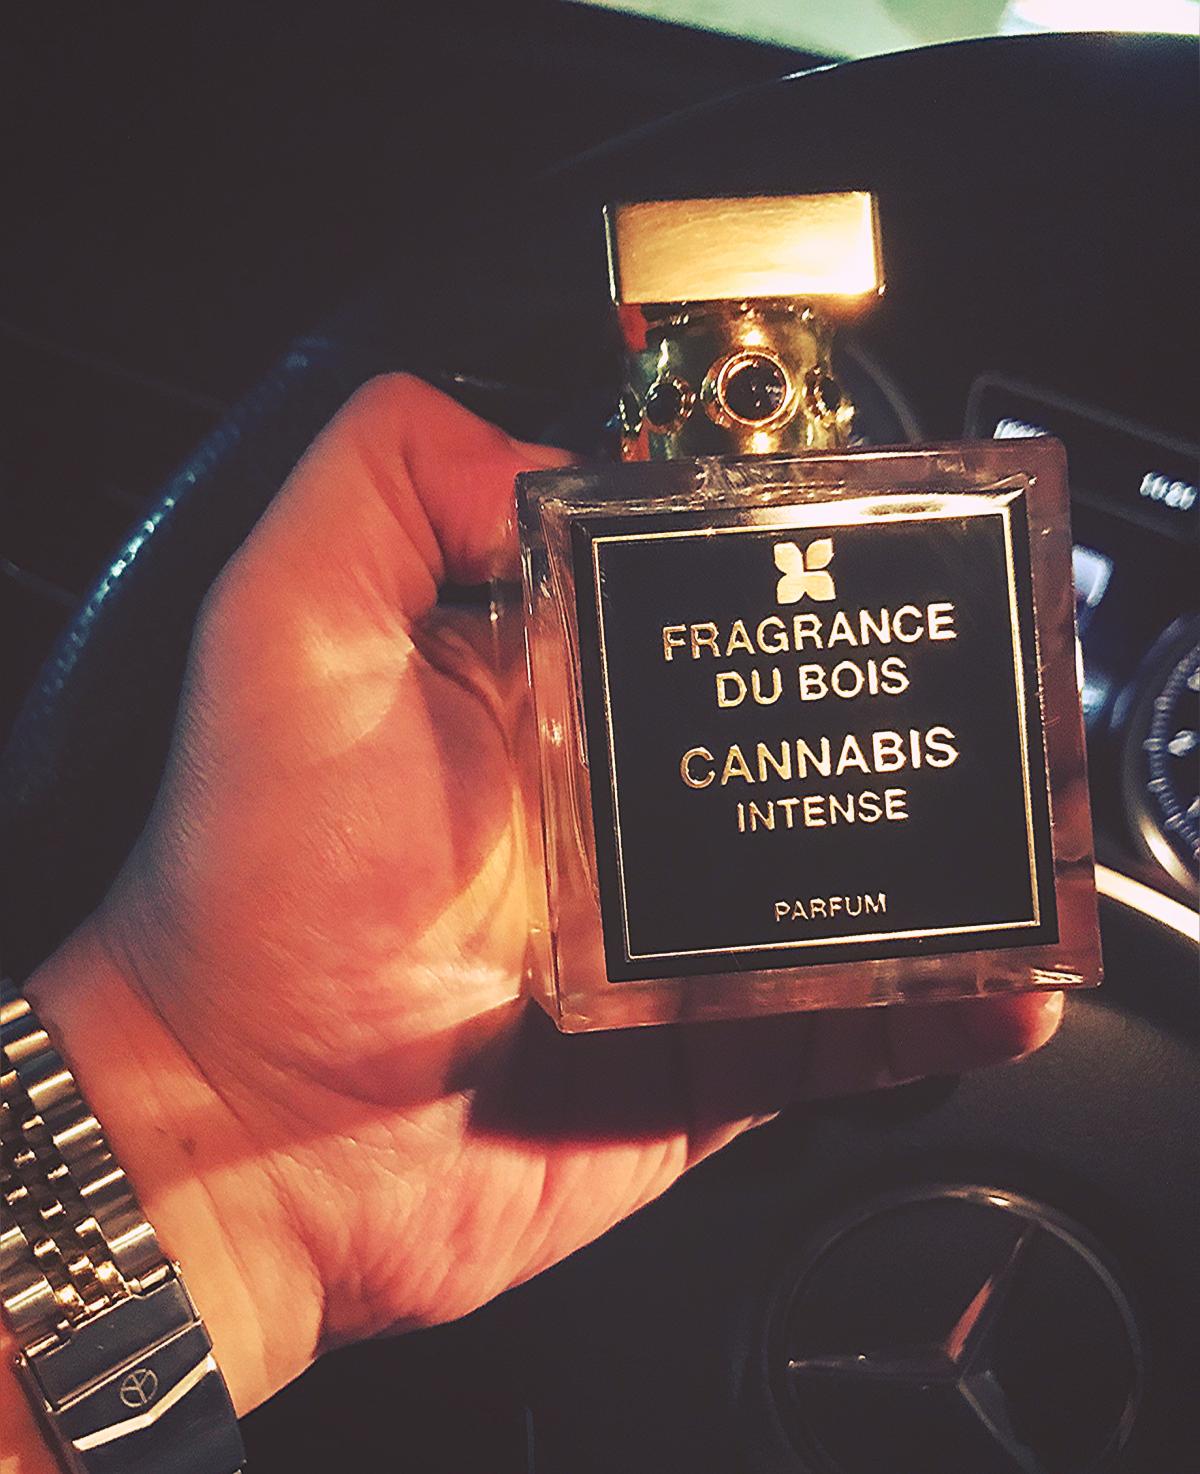 FRAGRANCE
DU BOIS
CANNABIS
INTENSE
PARFUM